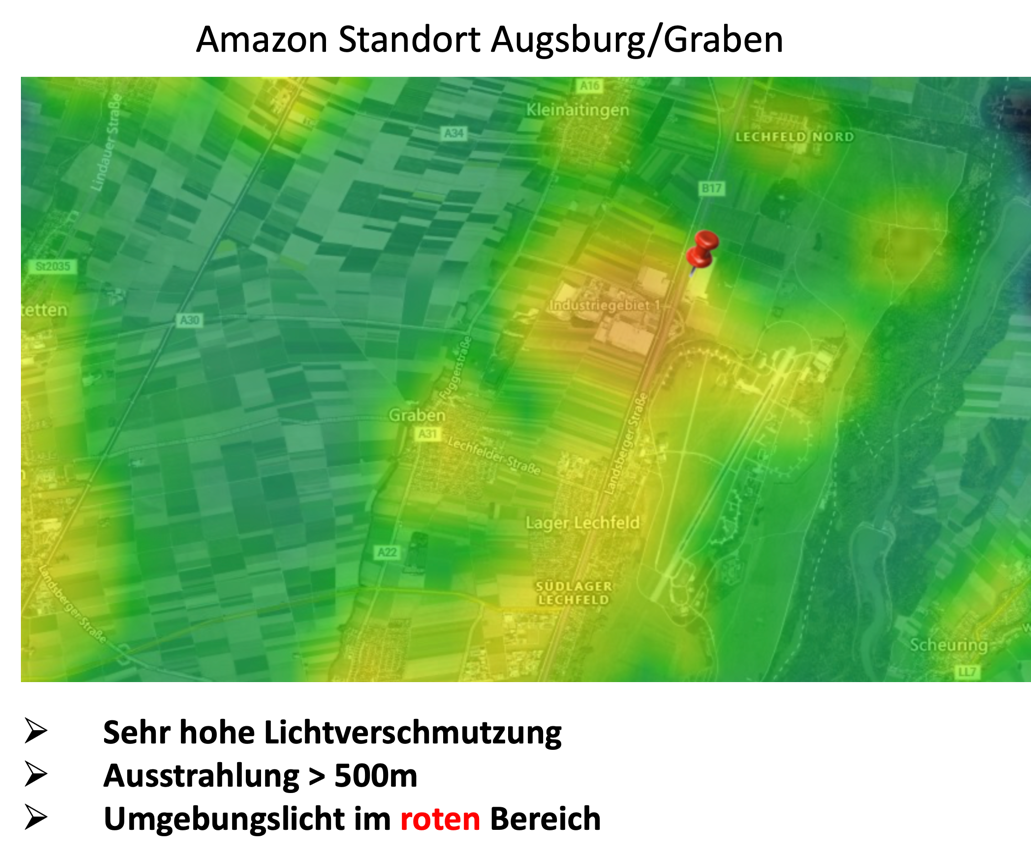 Amazon Standort Augsburg/Graben
A16
Kleinaitingen
Lindauer Straße
A34
LECHFELD NORD
B17
St2035
Industriegebiet 1
tetten
A30
Fuggerstraße
Graben
A31
Lechfelder-Straße
Landsberger-Straße
Lager Lechfeld
A22
SÜDLAGER
LECHFELD
Landsberger-Straße
Scheuring
LL7
➢ Sehr hohe Lichtverschmutzung
➢ Ausstrahlung > 500m
➢ Umgebungslicht im roten Bereich